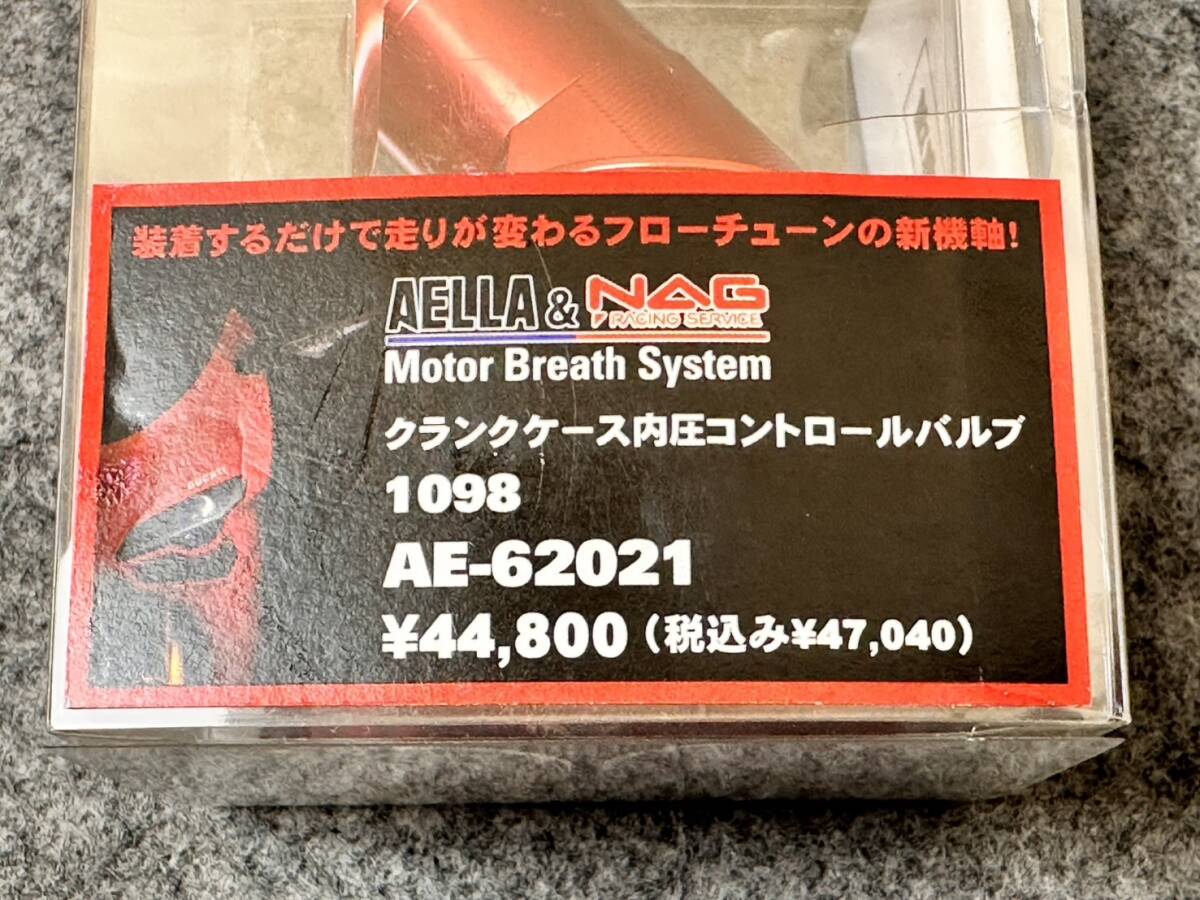 装着するだけで走りが変わるフローチューンの新機軸!
AELLA & NAG
RACING SERVICE
Motor Breath System
クランクケース内圧コントロールバルブ
1098
DUCATI
AE-62021
¥44,800（税込み¥47,040）